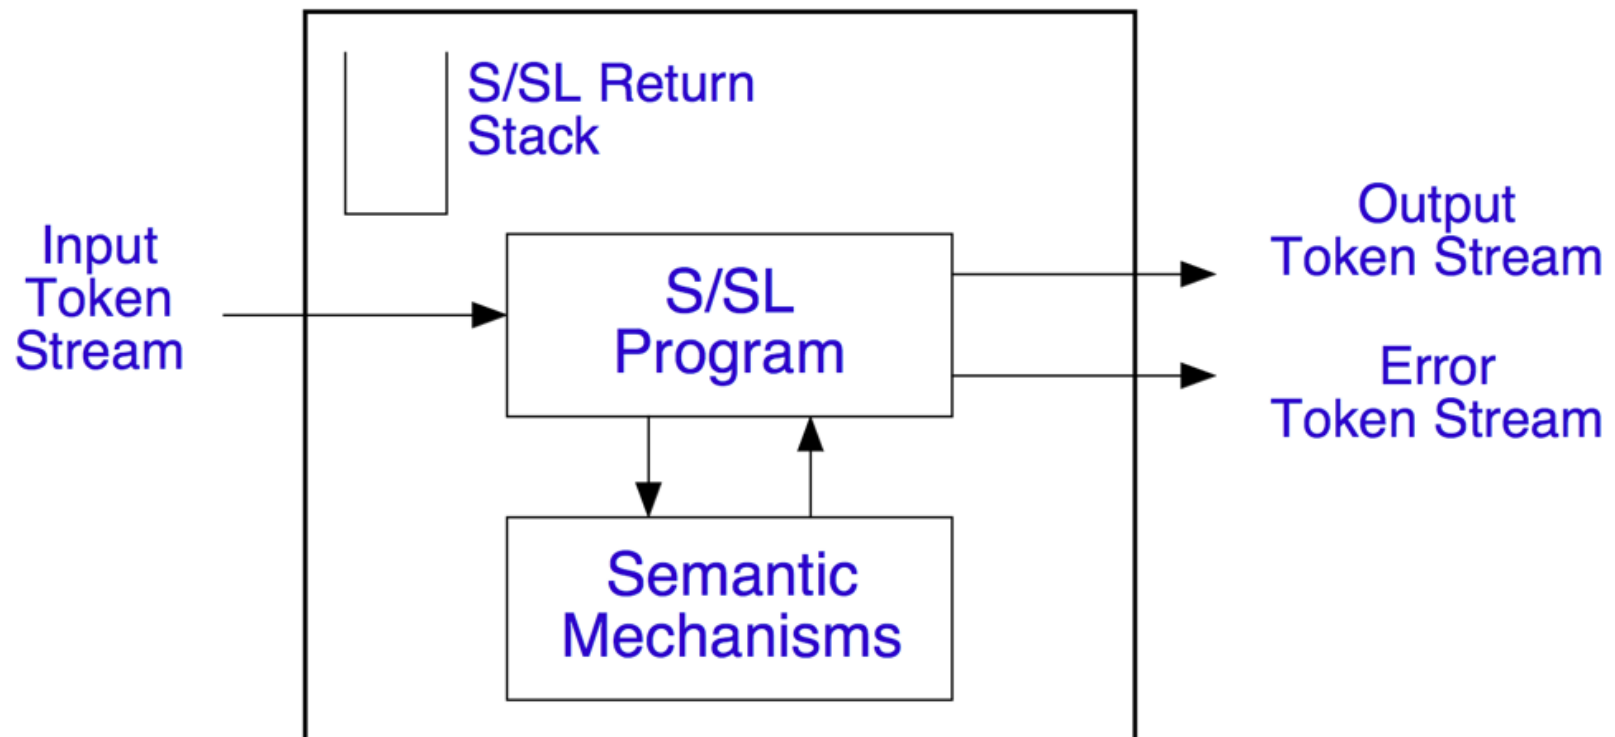 S/SL Return
Stack
Input
Token
Stream
S/SL
Program
Output
Token Stream
Error
Token Stream
Semantic
Mechanisms